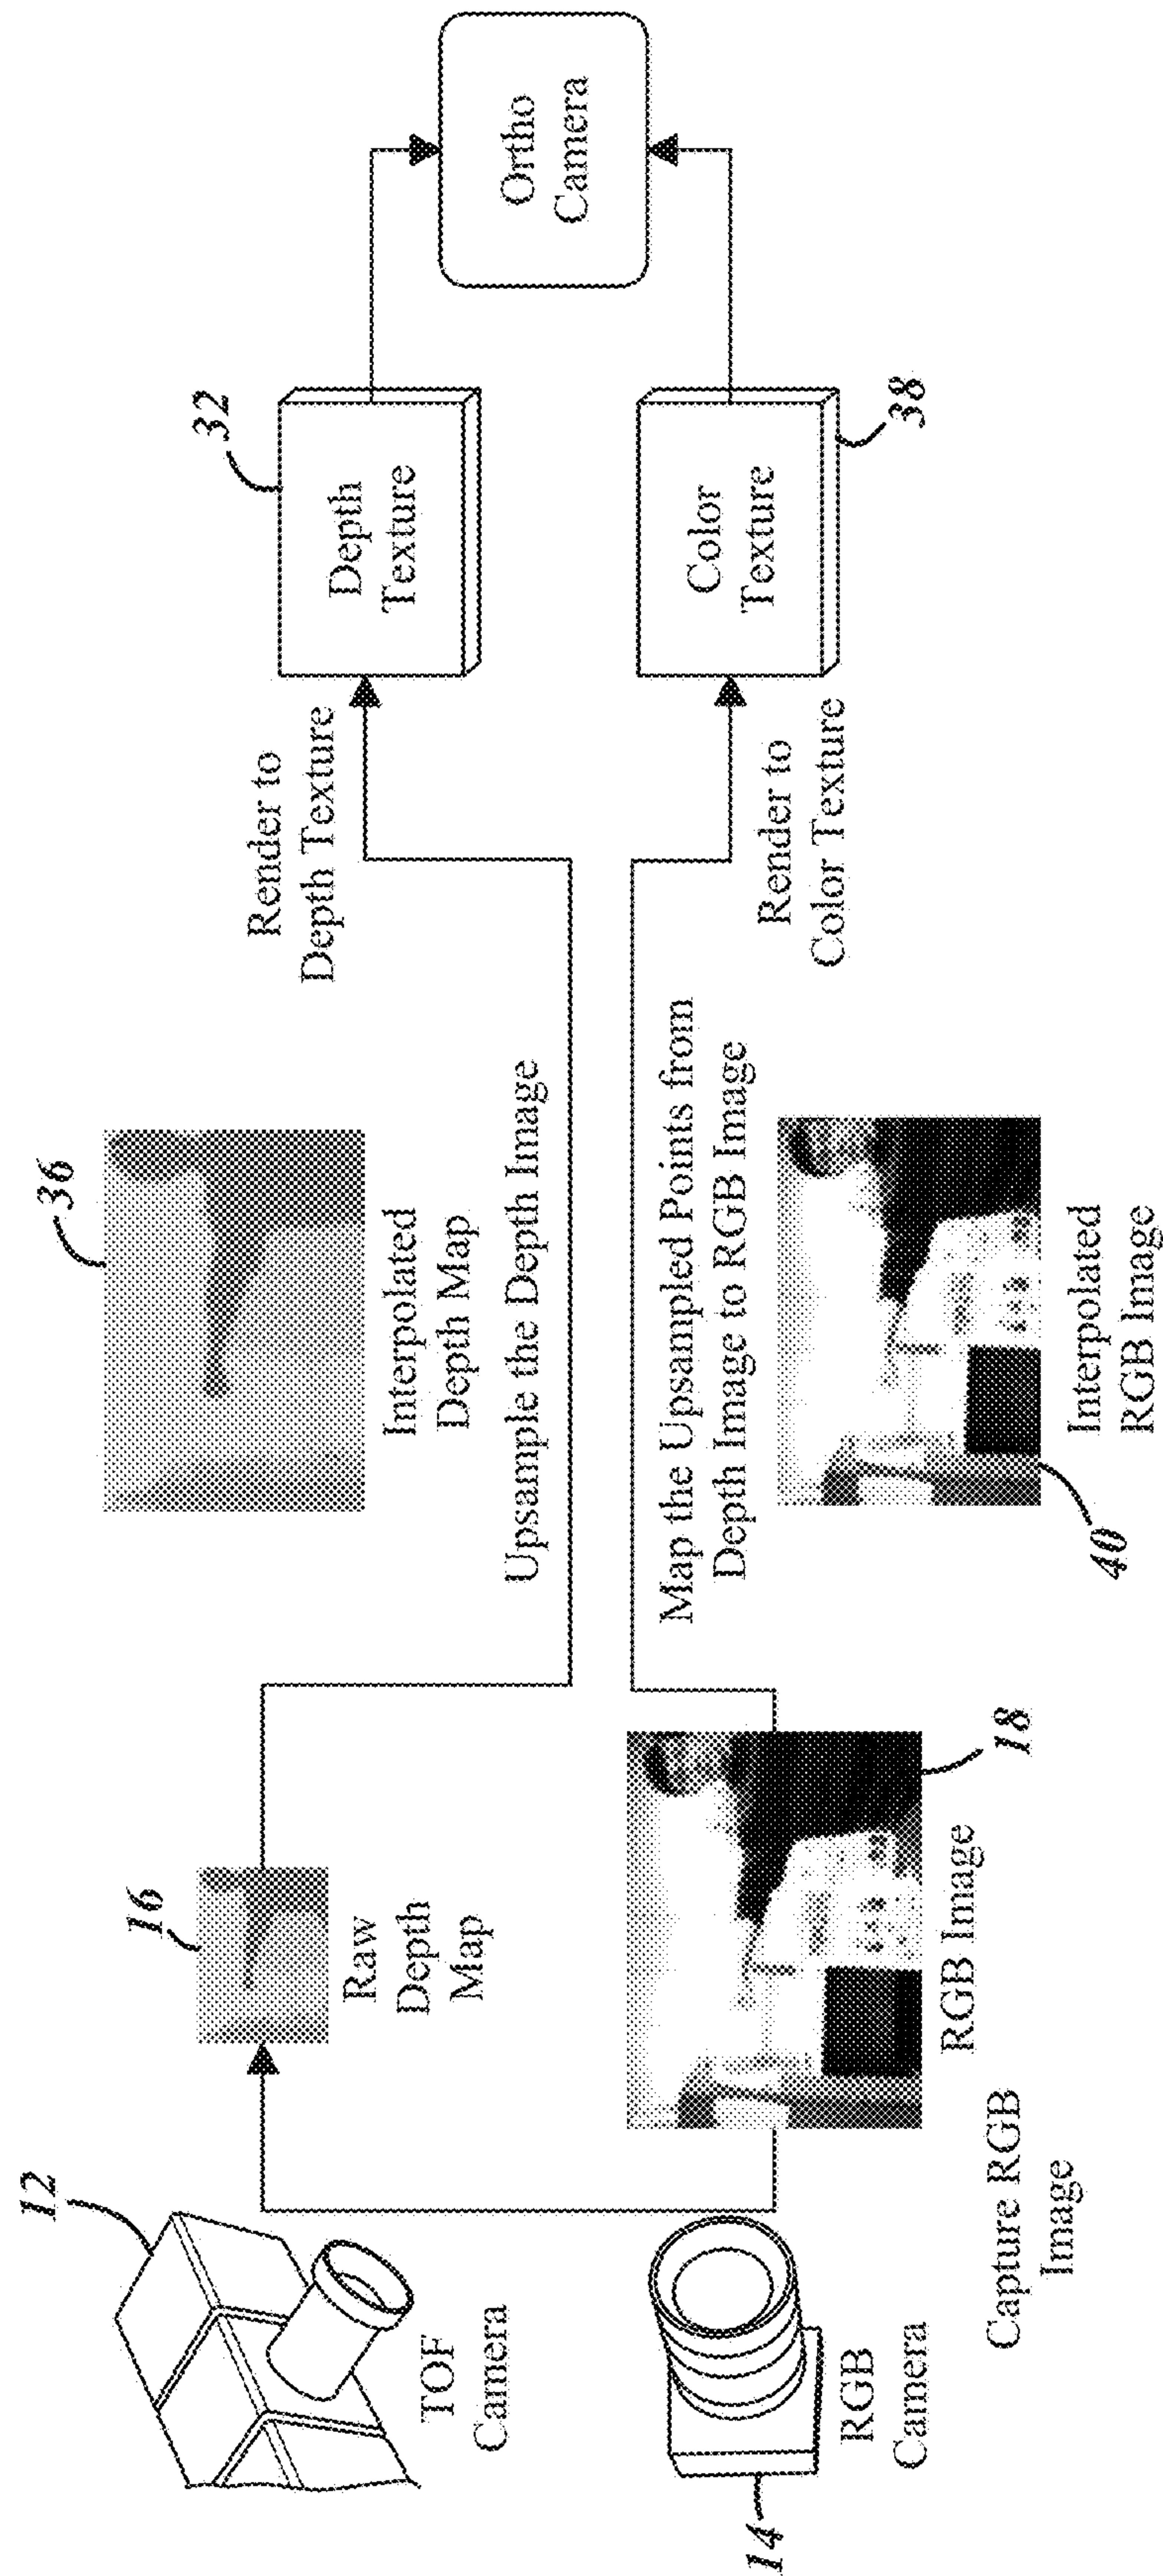 12
TOF
Camera
16
Raw
Depth
Map
36
Interpolated
Depth Map
Upsample the Depth Image
Render to
Depth Texture
32
Depth
Texture
Ortho
Camera
14
RGB
Camera
Capture RGB
Image
RGB Image
18
Map the Upsampled Points from
Depth Image to RGB Image
40
Interpolated
RGB Image
Render to
Color Texture
Color
Texture
38